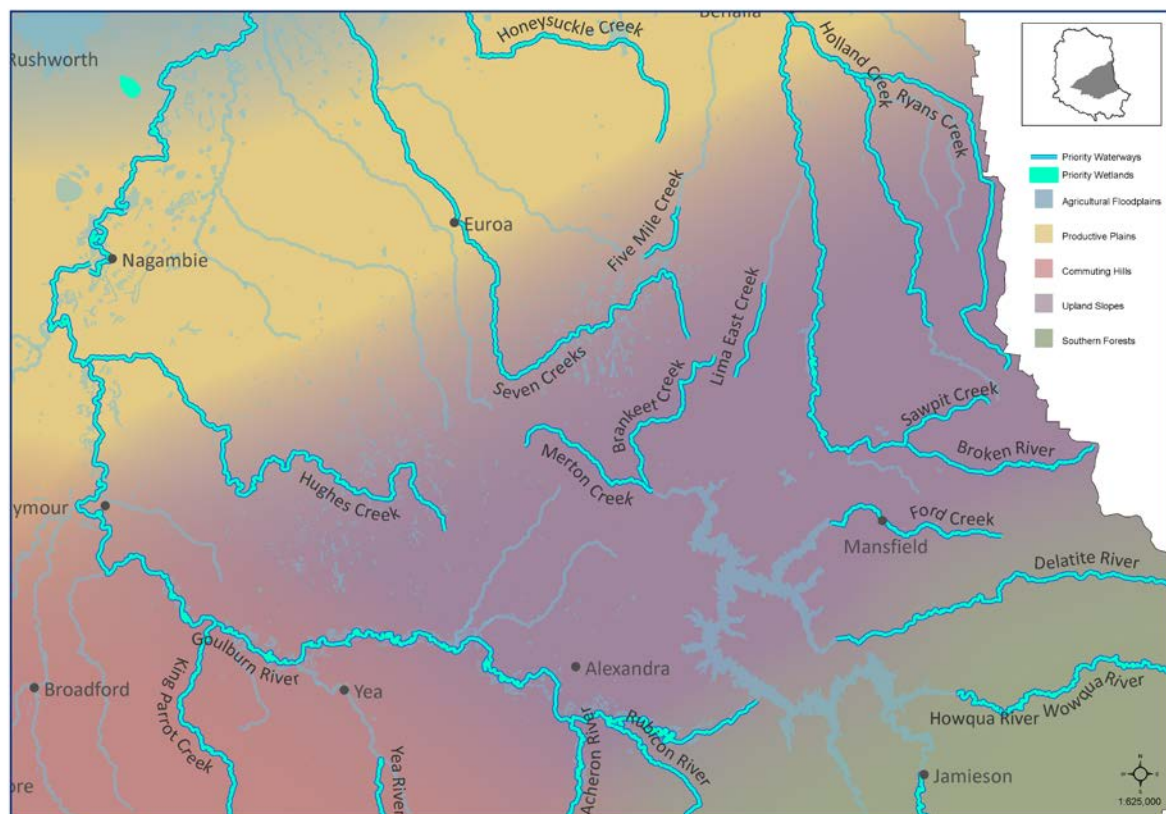 Rushworth
Honeysuckle Creek
Benalla
Holland Creek
Ryans Creek
Priority Waterways
Priority Wetlands
Agricultural Floodplains
Productive Plains
Commuting Hills
Upland Slopes
Southern Forests
Euroa
Five Mile Creek
Nagambie
Lima East Creek
Seven Creeks
Brankeet Creek
Sawpit Creek
Merton Creek
Broken River
Hughes Creek
ymour
Ford Creek
Mansfield
Delatite River
Goulburn River
Alexandra
King Parrot Creek
Broadford
Yea
Rubicon River
Howqua River
Wowqua River
Acheron River
Yea River
Jamieson
ore
N
W
E
S
1:625,000